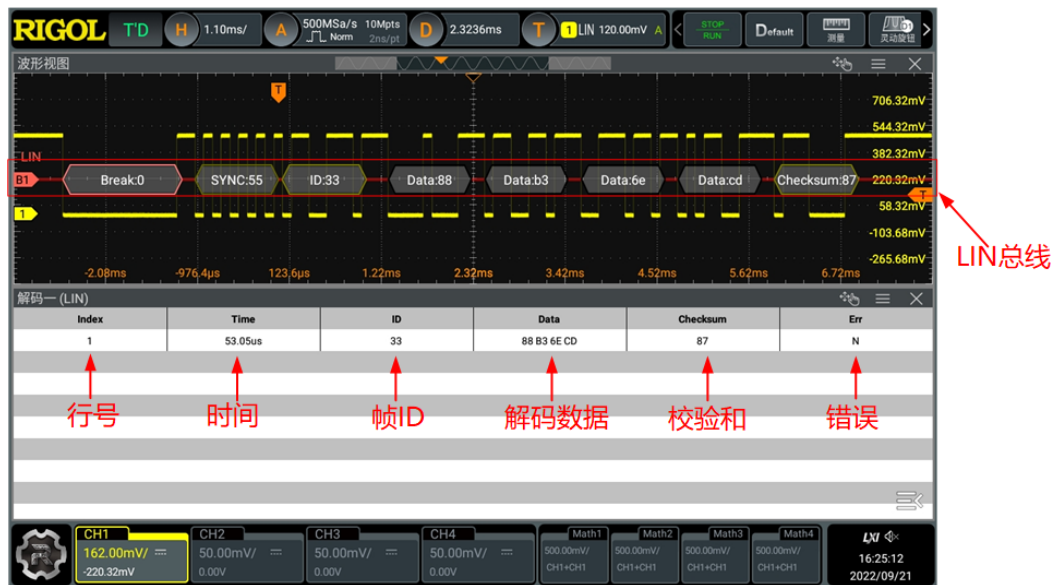 RIGOL T'D H 1.10ms/ A 500MSa/s 10Mpts Norm 2ns/pt D 2.3236ms T 1 LIN 120.00mV A < STOP RUN Default 测量 灵动旋钮 >
波形视图
T
706.32mV
544.32mV
LIN 382.32mV
B1 Break:0 SYNC:55 ID:33 Data:88 Data:b3 Data:6e Data:cd Checksum:87 220.32mV
T
1 58.32mV
-103.68mV
LIN总线
-265.68mV
-2.08ms -976.4µs 123.6µs 1.22ms 2.32ms 3.42ms 4.52ms 5.62ms 6.72ms
解码一 (LIN)
Index Time ID Data Checksum Err
1 53.05us 33 88 B3 6E CD 87 N
行号 时间 帧ID 解码数据 校验和 错误
CH1 CH2 CH3 CH4 Math1 Math2 Math3 Math4 LXI
162.00mV/ 50.00mV/ 50.00mV/ 50.00mV/ 500.00mV/ 500.00mV/ 500.00mV/ 500.00mV/ 16:25:12
-220.32mV 0.00V 0.00V 0.00V CH1+CH1 CH1+CH1 CH1+CH1 CH1+CH1 2022/09/21